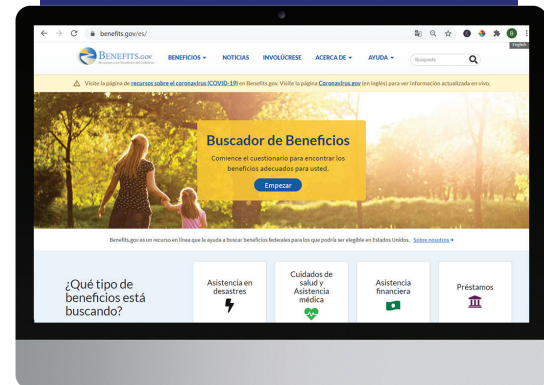 benefits.gov/es/
English
BENEFITS.GOV
BENEFICIOS
NOTICIAS
INVOLÚCRESE
ACERCA DE
AYUDA
Búsqueda
Visite la página de recursos sobre el coronavirus (COVID-19) en Benefits.gov. Visite la página Coronavirus.gov (en inglés) para ver información actualizada en vivo.
Buscador de Beneficios
Comience el cuestionario para encontrar los
beneficios adecuados para usted.
Empezar
Benefits.gov es un recurso en línea que le ayuda a buscar beneficios federales para los que podría ser elegible en Estados Unidos. Sobre nosotros
¿Qué tipo de
beneficios está
buscando?
Asistencia en
desastres
Cuidados de
salud y
Asistencia
médica
Asistencia
financiera
Préstamos